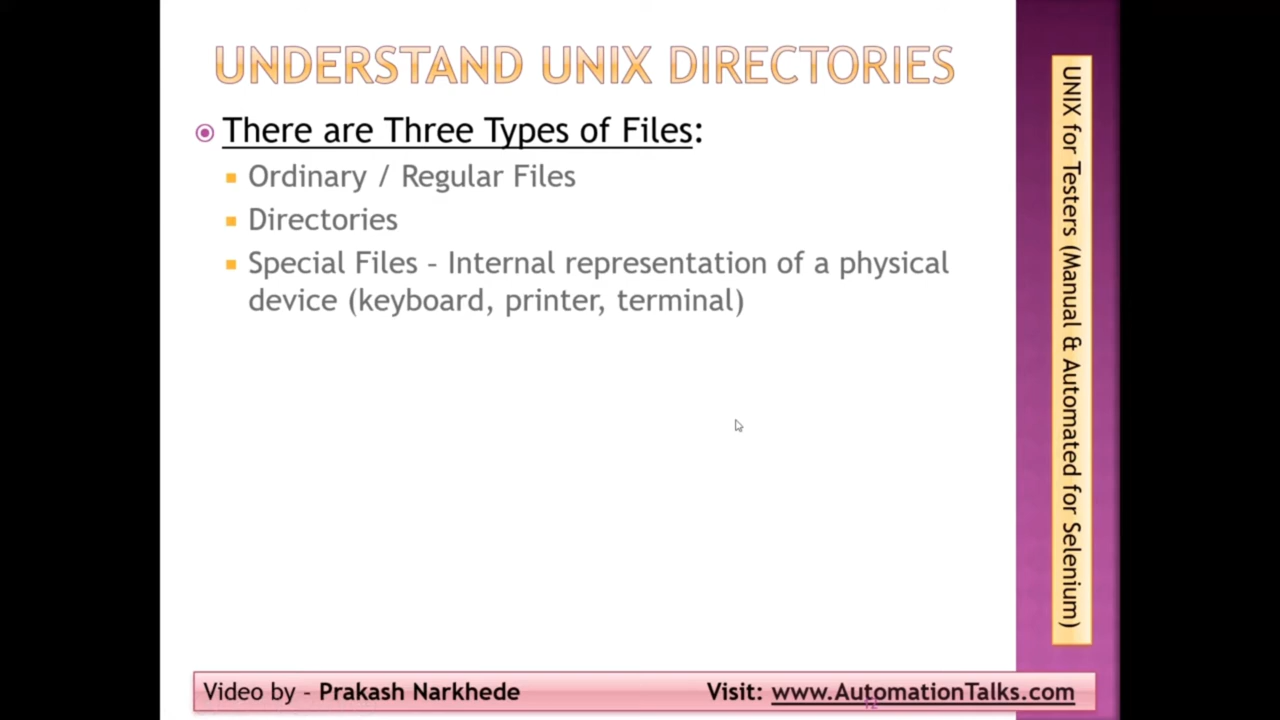 UNDERSTAND UNIX DIRECTORIES
There are Three Types of Files:
Ordinary / Regular Files
Directories
Special Files – Internal representation of a physical
device (keyboard, printer, terminal)
UNIX for Testers (Manual & Automated for Selenium)
Video by - Prakash Narkhede
Visit: www.AutomationTalks.com
12